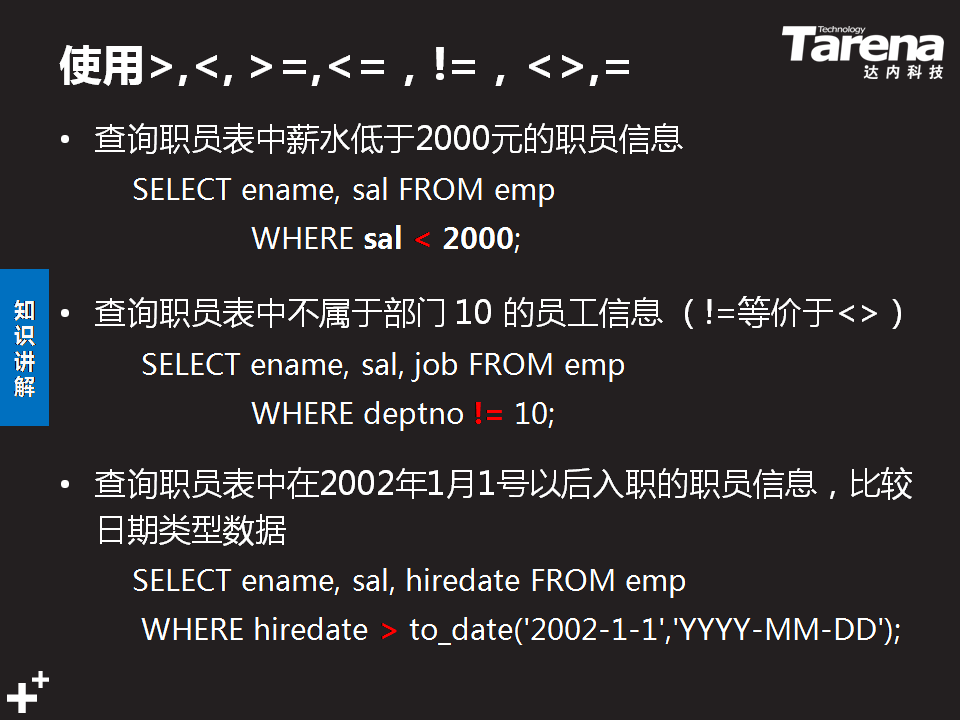 使用>,<, >=,<=，!=，<>,=
Technology
Tarena
达内科技
• 查询职员表中薪水低于2000元的职员信息
SELECT ename, sal FROM emp
WHERE sal < 2000;
知识讲解
• 查询职员表中不属于部门 10 的员工信息（!=等价于<>）
SELECT ename, sal, job FROM emp
WHERE deptno != 10;
• 查询职员表中在2002年1月1号以后入职的职员信息，比较
日期类型数据
SELECT ename, sal, hiredate FROM emp
WHERE hiredate > to_date('2002-1-1','YYYY-MM-DD');